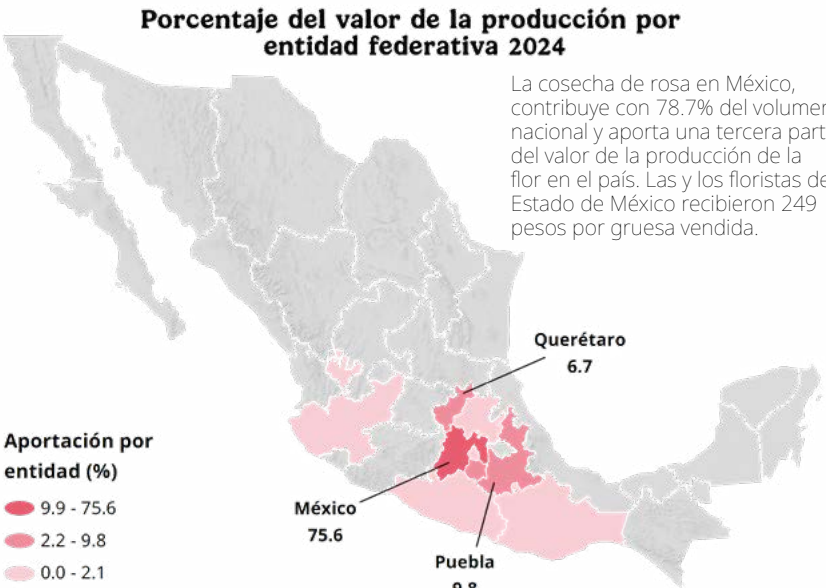 Porcentaje del valor de la producción por
entidad federativa 2024
La cosecha de rosa en México,
contribuye con 78.7% del volumen
nacional y aporta una tercera part
del valor de la producción de la
flor en el país. Las y los floristas de
Estado de México recibieron 249
pesos por gruesa vendida.
Querétaro
6.7
Aportación por
entidad (%)
9.9 - 75.6
2.2 - 9.8
0.0 - 2.1
México
75.6
Puebla
9.8